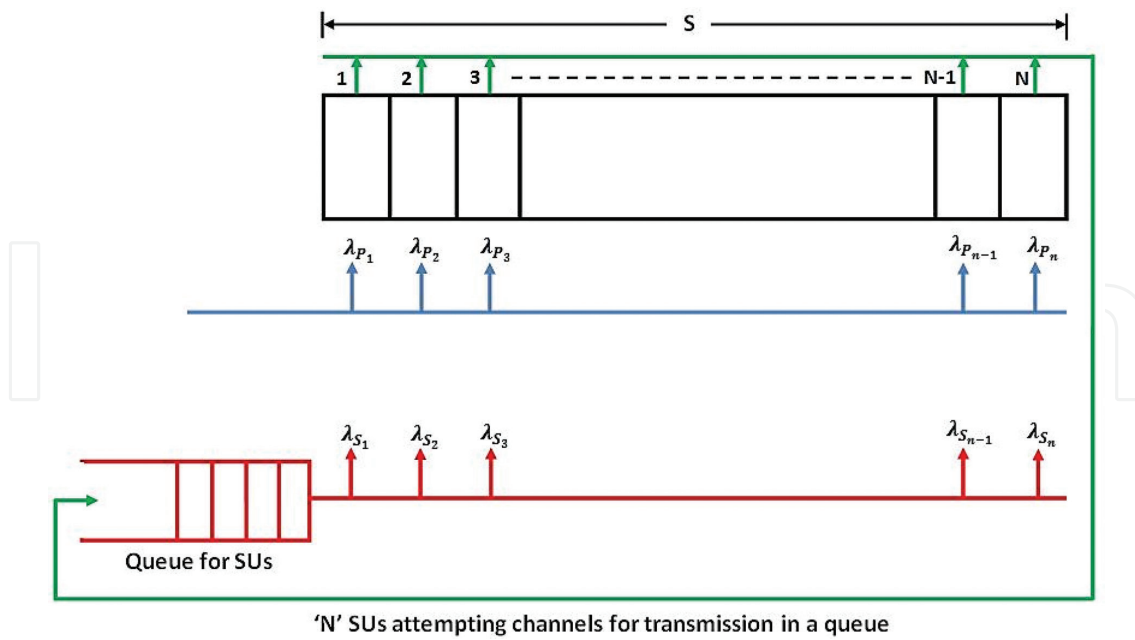 S
1 2 3 N-1 N
λP1 λP2 λP3 λPn−1 λPn
λS1 λS2 λS3 λSn−1 λSn
Queue for SUs
‘N’ SUs attempting channels for transmission in a queue